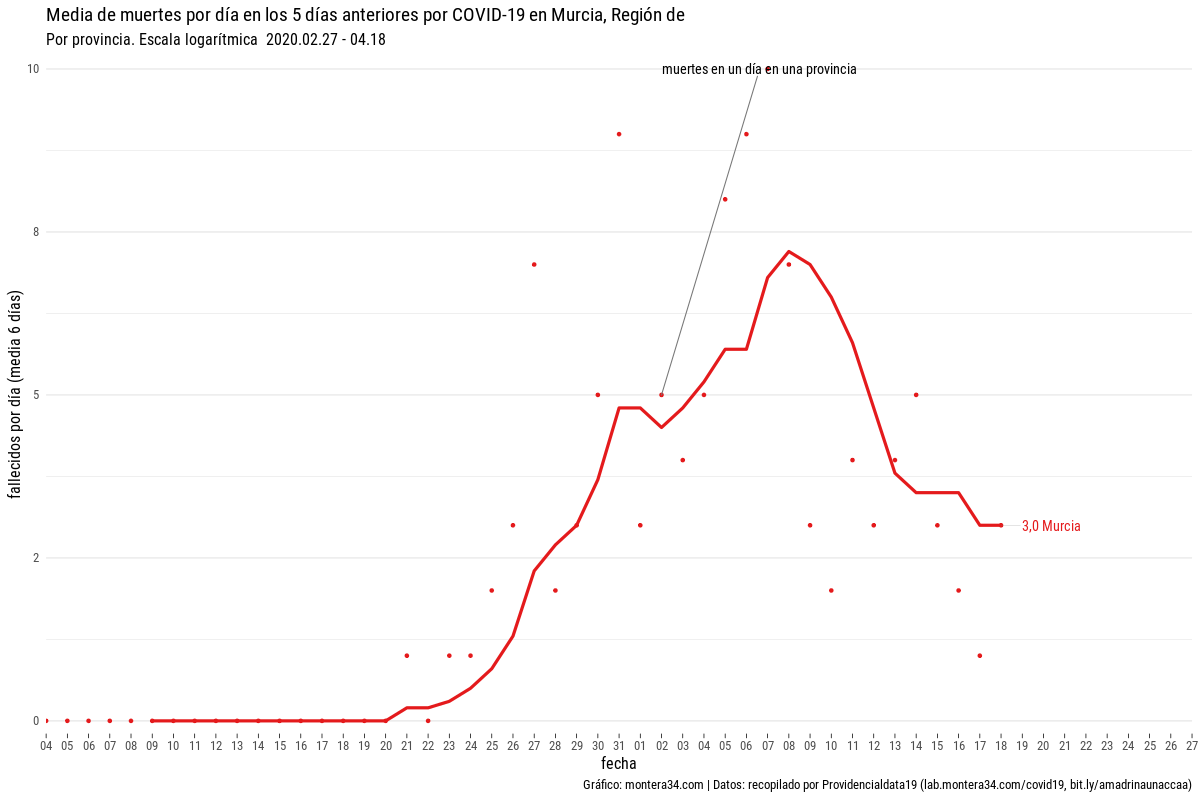 Media de muertes por día en los 5 días anteriores por COVID-19 en Murcia, Región de
Por provincia. Escala logarítmica  2020.02.27 - 04.18
fallecidos por día (media 6 días)
10
8
5
2
0
muertes en un día en una provincia
3,0 Murcia
04 05 06 07 08 09 10 11 12 13 14 15 16 17 18 19 20 21 22 23 24 25 26 27 28 29 30 31 01 02 03 04 05 06 07 08 09 10 11 12 13 14 15 16 17 18 19 20 21 22 23 24 25 26 27
fecha
Gráfico: montera34.com | Datos: recopilado por Providencialdata19 (lab.montera34.com/covid19, bit.ly/amadrinaunaccaa)